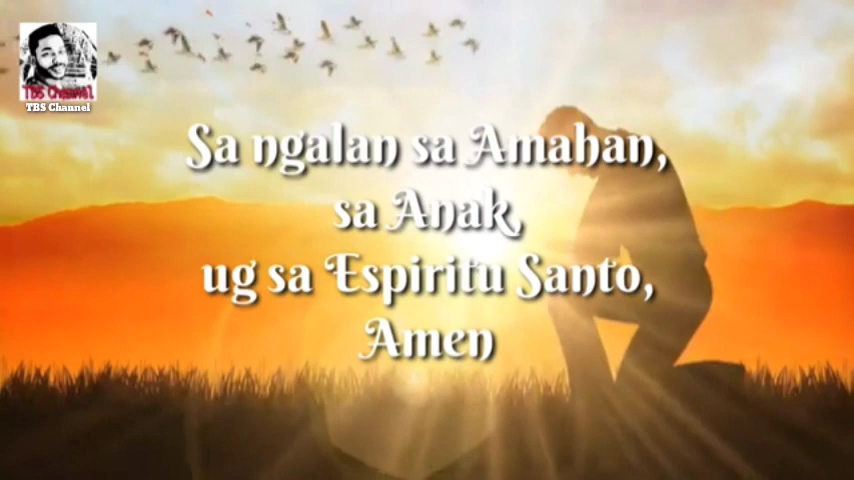 TBS Channel
TBS Channel
Sa ngalan sa Amahan,
sa Anak,
ug sa Espiritu Santo,
Amen